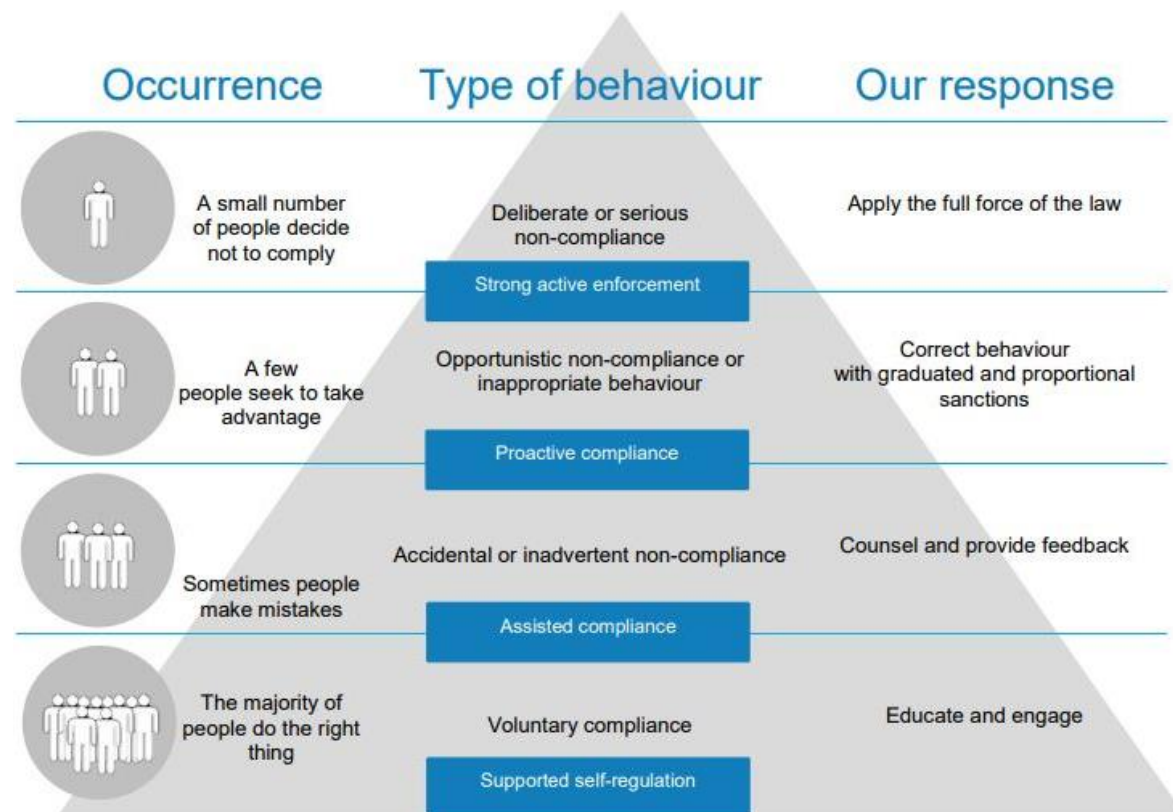 Occurrence
Type of behaviour
Our response
A small number
of people decide
not to comply
Deliberate or serious
non-compliance
Apply the full force of the law
Strong active enforcement
A few
people seek to take
advantage
Opportunistic non-compliance or
inappropriate behaviour
Correct behaviour
with graduated and proportional
sanctions
Proactive compliance
Sometimes people
make mistakes
Accidental or inadvertent non-compliance
Counsel and provide feedback
Assisted compliance
The majority of
people do the right
thing
Voluntary compliance
Educate and engage
Supported self-regulation